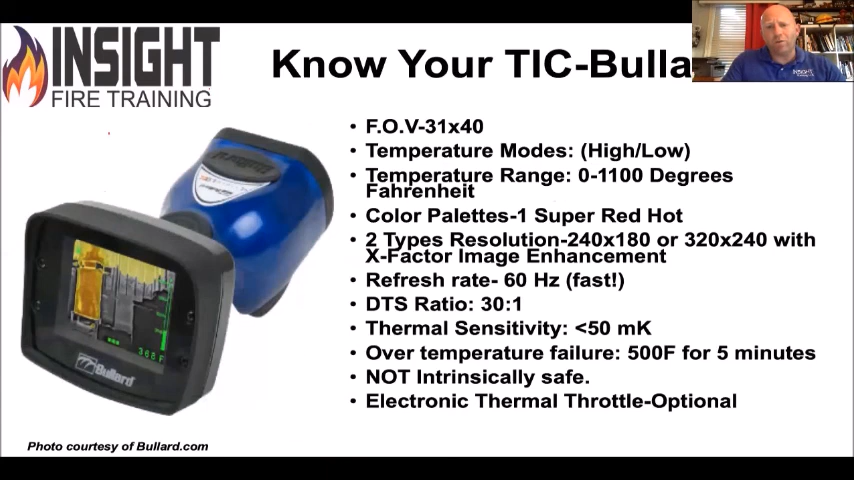 INSIGHT
FIRE TRAINING
Know Your TIC-Bulla
• F.O.V-31x40
• Temperature Modes: (High/Low)
• Temperature Range: 0-1100 Degrees
Fahrenheit
• Color Palettes-1 Super Red Hot
• 2 Types Resolution-240x180 or 320x240 with
X-Factor Image Enhancement
• Refresh rate- 60 Hz (fast!)
• DTS Ratio: 30:1
• Thermal Sensitivity: <50 mK
• Over temperature failure: 500F for 5 minutes
• NOT Intrinsically safe.
• Electronic Thermal Throttle-Optional
368 F
Bullard
Photo courtesy of Bullard.com
INSIGHT